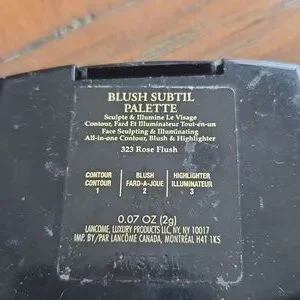 BLUSH SUBTIL
PALETTE
Sculpte & Illumine Le Visage
Contour, Fard Et Illuminateur Tout-en-un
Face Sculpting & Illuminating
All-in-one Contour, Blush & Highlighter
323 Rose Flush
CONTOUR BLUSH HIGHLIGHTER
CONTOUR FARD-A-JOUE ILLUMINATEUR
1 2 3
0.07 OZ (2g)
LANCOME, LUXURY PRODUCTS LLC, NY, NY 10017
IMP. BY/PAR LANCÔME CANADA, MONTRÉAL H4T 1K5